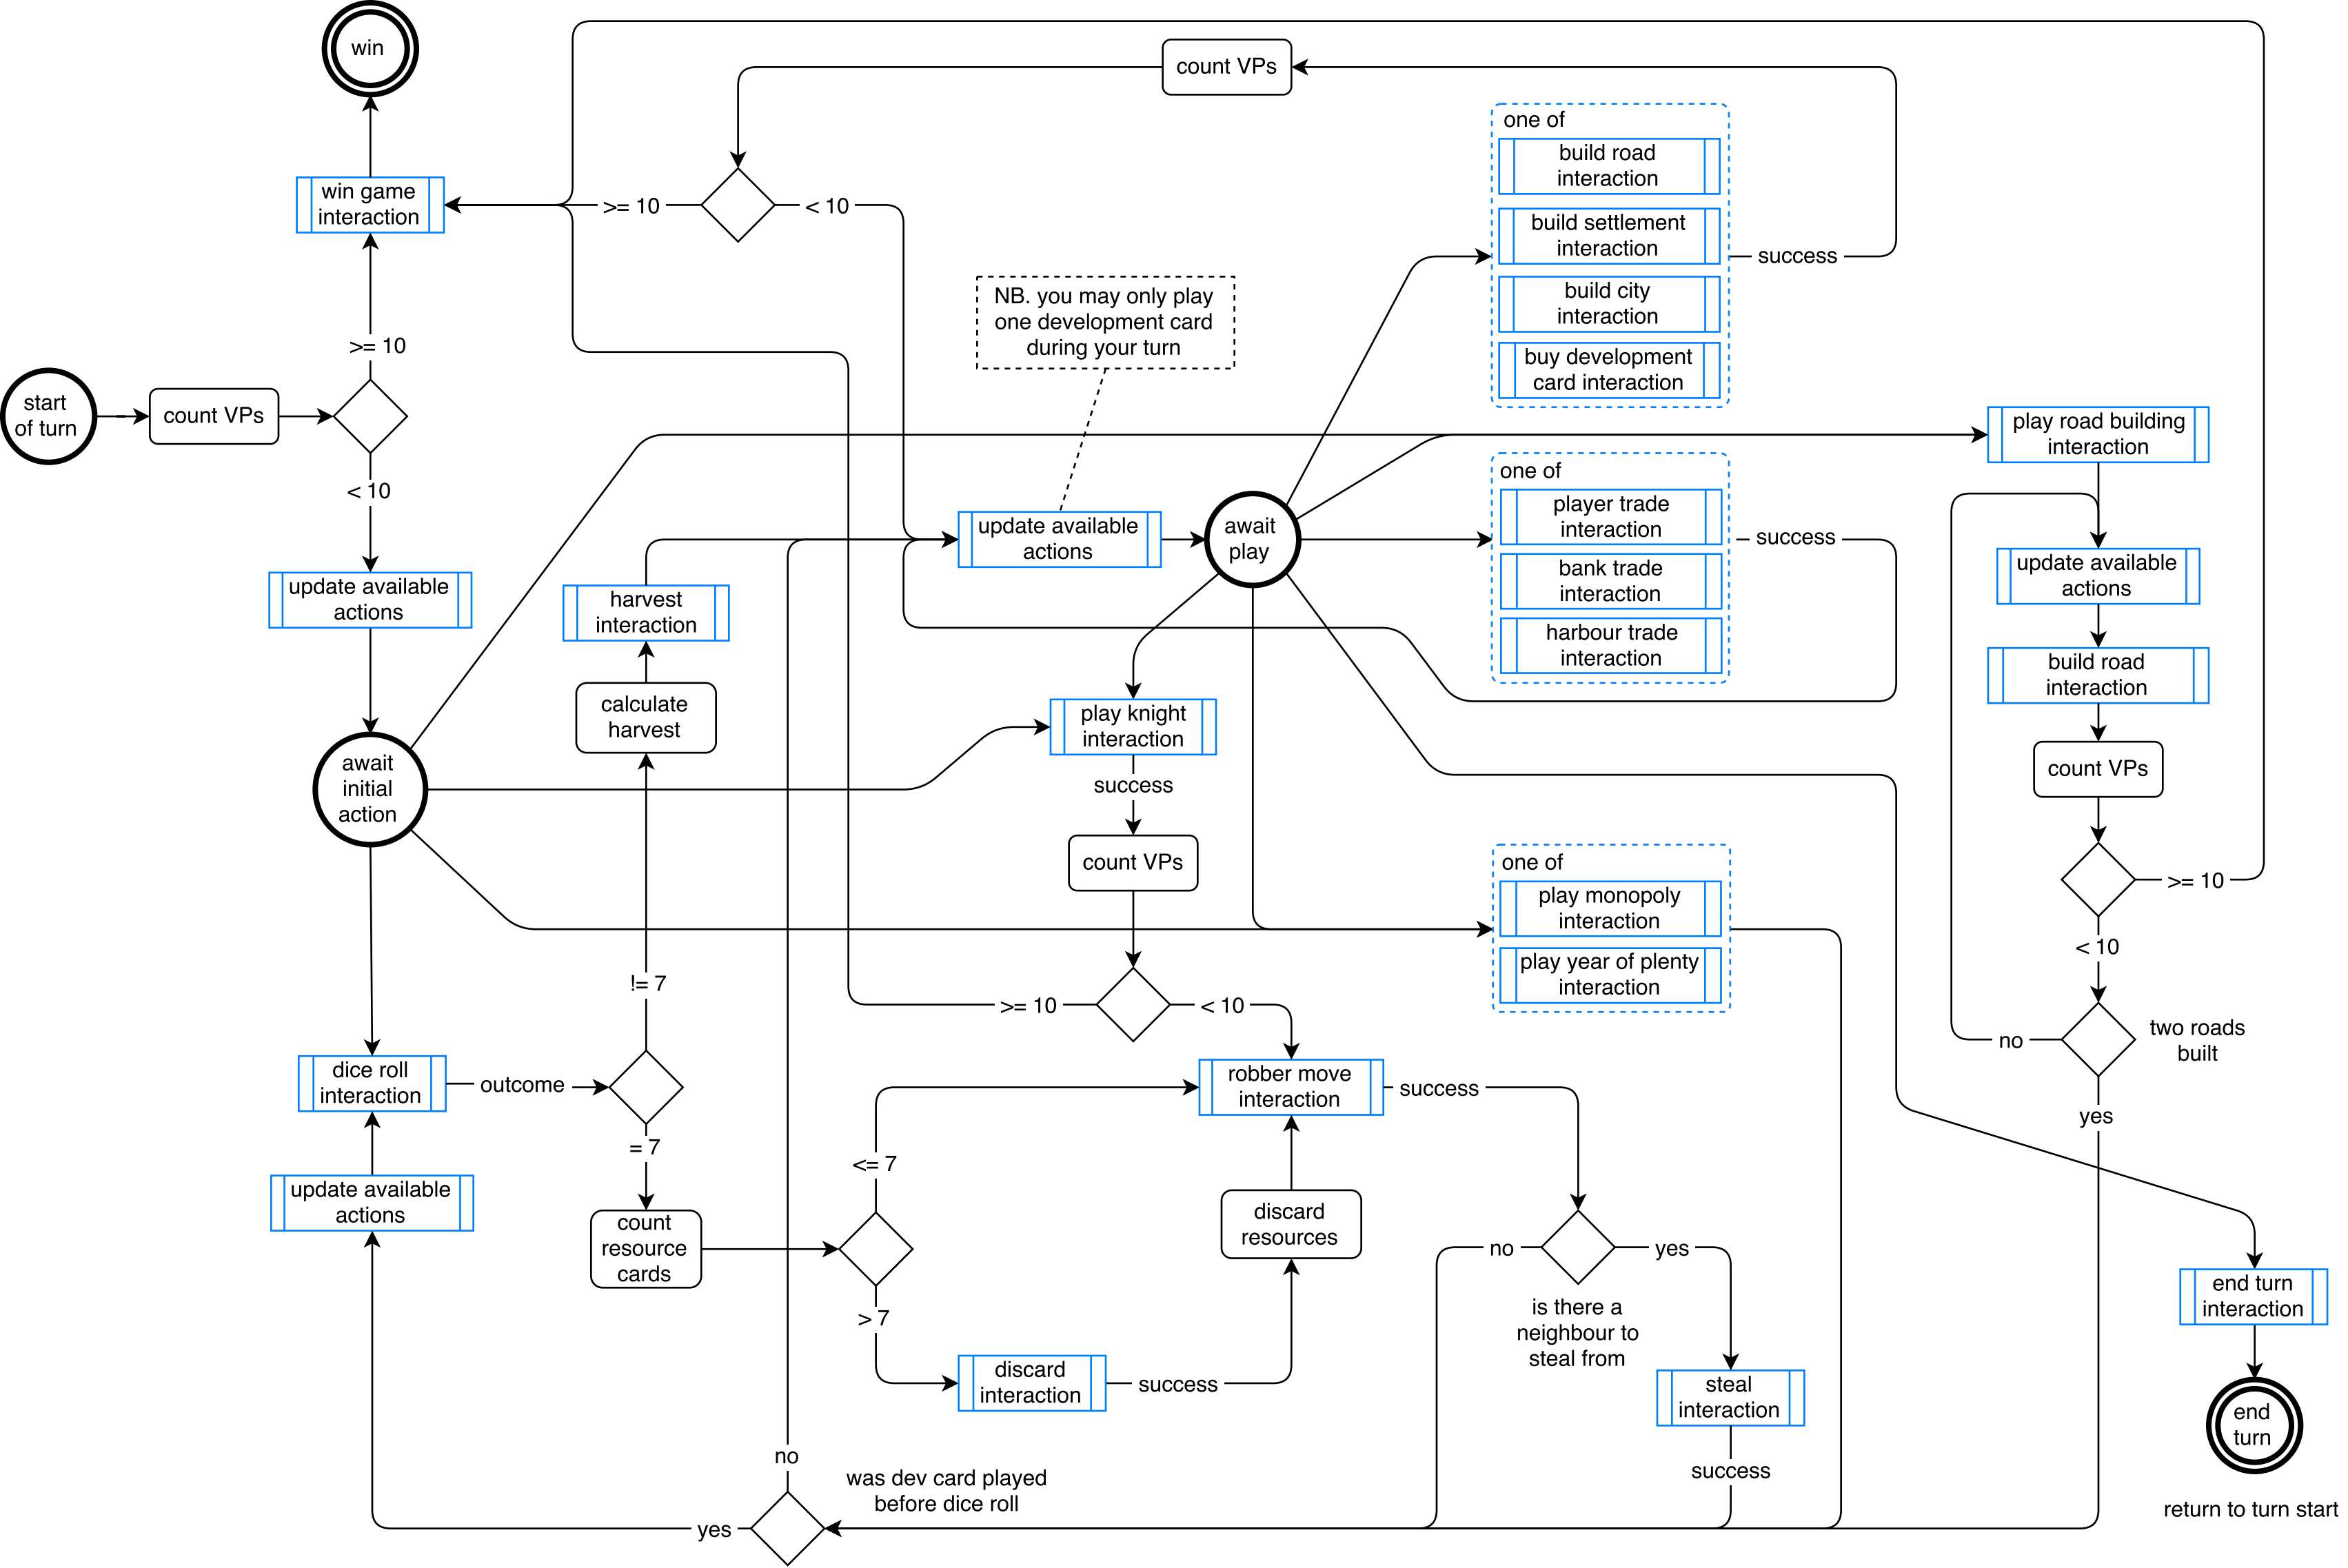 win
count VPs
one of
build road
interaction
win game
interaction
>= 10
< 10
build settlement
interaction
success
build city
interaction
NB. you may only play
one development card
during your turn
buy development
card interaction
>= 10
start
of turn
count VPs
< 10
play road building
interaction
one of
player trade
interaction
success
update available
actions
await
play
bank trade
interaction
update available
actions
update available
actions
harvest
interaction
harbour trade
interaction
build road
interaction
calculate
harvest
play knight
interaction
success
await
initial
action
count VPs
count VPs
one of
play monopoly
interaction
>= 10
< 10
play year of plenty
interaction
!= 7
>= 10
< 10
two roads
built
no
dice roll
interaction
outcome
robber move
interaction
success
yes
= 7
<= 7
update available
actions
count
resource
cards
discard
resources
no
yes
is there a
neighbour to
steal from
end turn
interaction
> 7
discard
interaction
success
steal
interaction
success
end
turn
no
was dev card played
before dice roll
yes
return to turn start